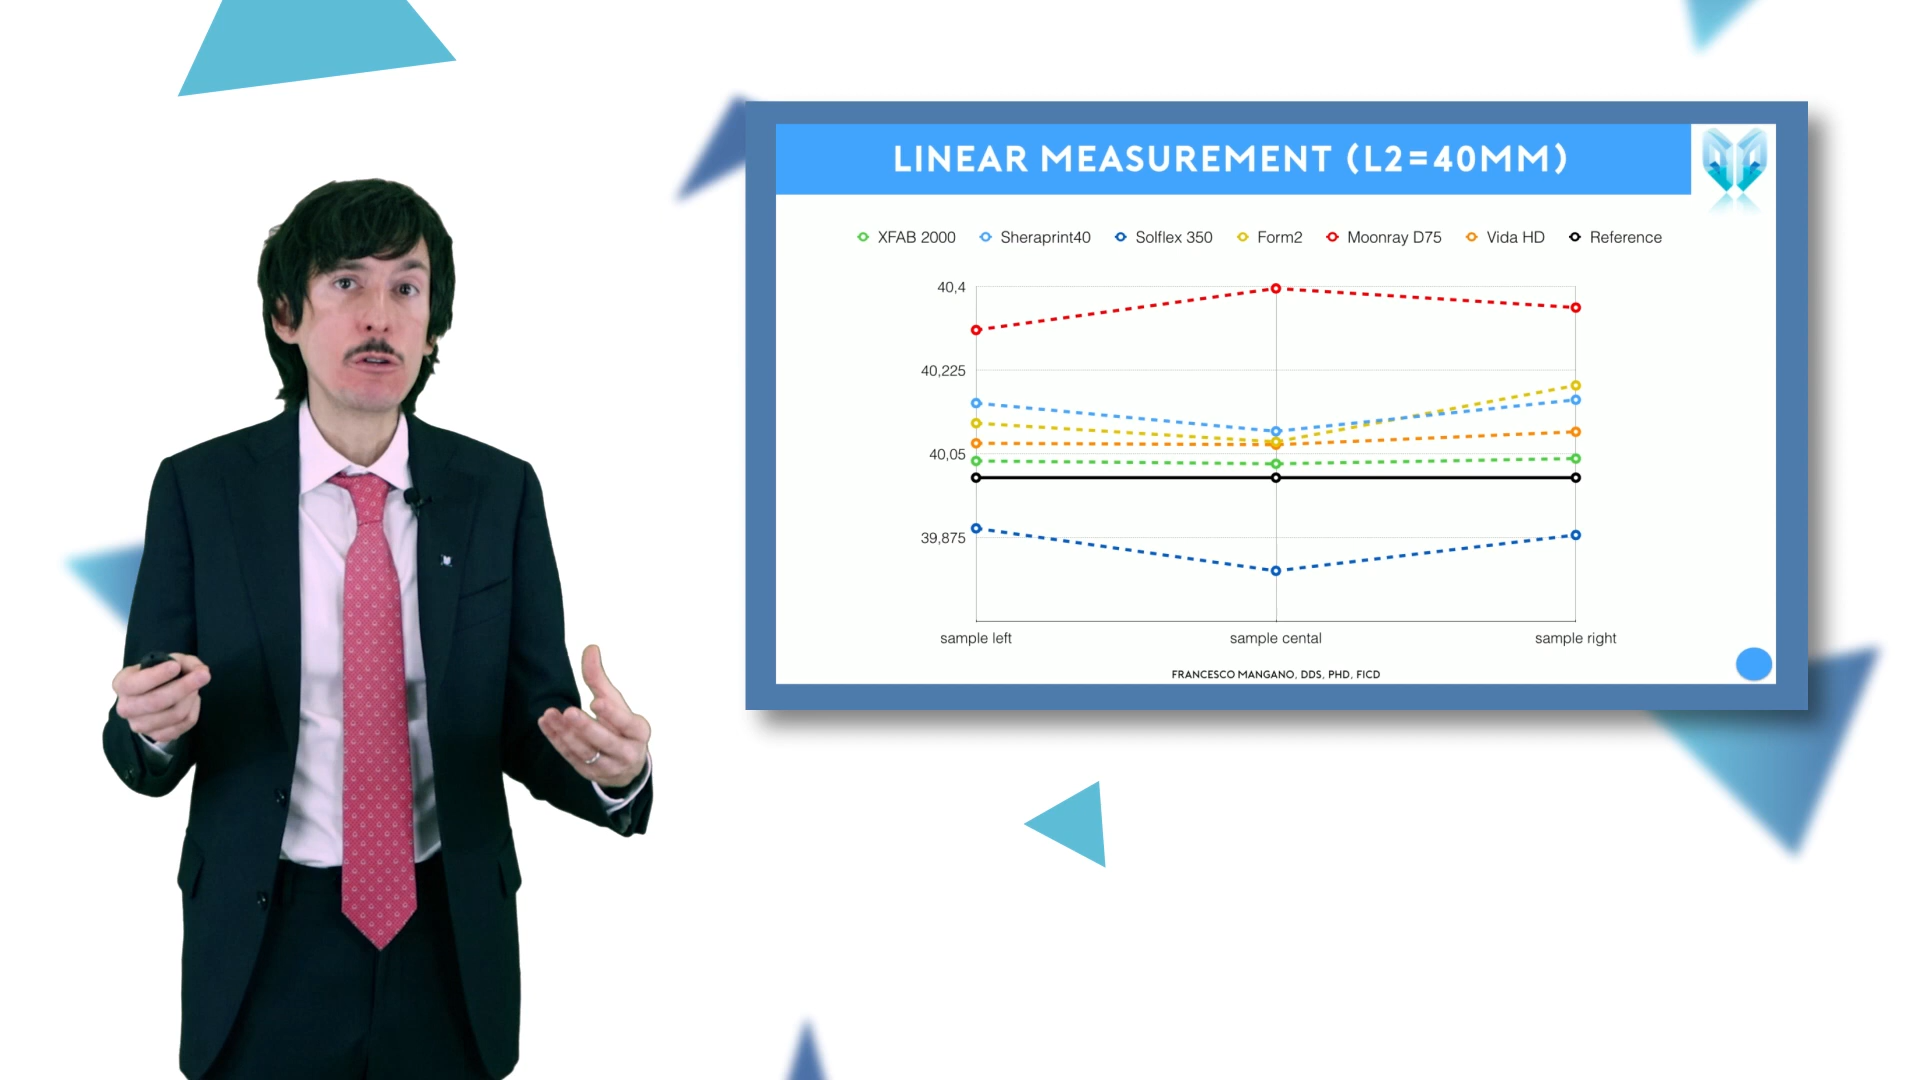 LINEAR MEASUREMENT (L2=40MM)
XFAB 2000 Sheraprint40 Solflex 350 Form2 Moonray D75 Vida HD Reference
40,4
40,225
40,05
39,875
sample left sample cental sample right
FRANCESCO MANGANO, DDS, PHD, FICD